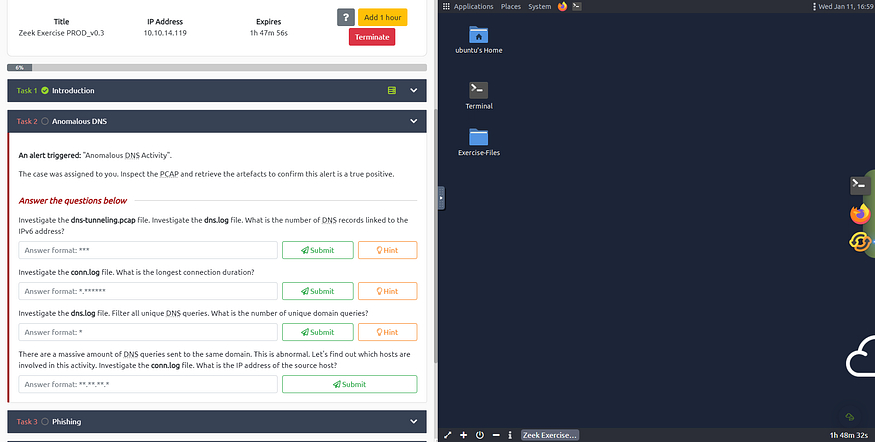 Title
IP Address
Expires
Zeek Exercise PROD_v0.3
10.10.14.119
1h 47m 56s
?
Add 1 hour
Terminate
6%
Task 1
Introduction
Task 2
Anomalous DNS
An alert triggered: "Anomalous DNS Activity".
The case was assigned to you. Inspect the PCAP and retrieve the artefacts to confirm this alert is a true positive.
Answer the questions below
Investigate the dns-tunneling.pcap file. Investigate the dns.log file. What is the number of DNS records linked to the
IPv6 address?
Answer format: ***
Submit
Hint
Investigate the conn.log file. What is the longest connection duration?
Answer format: *.******
Submit
Hint
Investigate the dns.log file. Filter all unique DNS queries. What is the number of unique domain queries?
Answer format: *
Submit
Hint
There are a massive amount of DNS queries sent to the same domain. This is abnormal. Let's find out which hosts are
involved in this activity. Investigate the conn.log file. What is the IP address of the source host?
Answer format: **.**.**.*
Submit
Task 3
Phishing
Applications Places System
Wed Jan 11, 16:59
ubuntu's Home
Terminal
Exercise-Files
Zeek Exercise...
1h 48m 32s